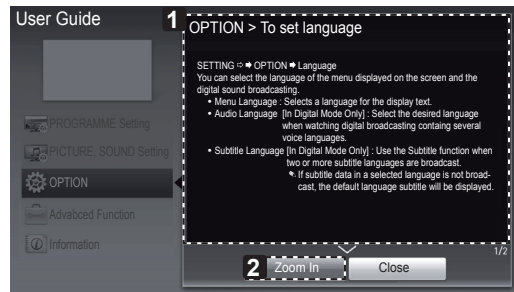 User Guide
1
OPTION > To set language
SETTING ⇨ ➡ OPTION ➡ Language
You can select the language of the menu displayed on the screen and the
digital sound broadcasting.
• Menu Language : Selects a language for the display text.
• Audio Language [In Digital Mode Only] : Select the desired language
when watching digital broadcasting containg several
voice languages.
• Subtitle Language [In Digital Mode Only] : Use the Subtitle function when
two or more subtitle languages are broadcast.
✎ If subtitle data in a selected language is not broad-
cast, the default language subtitle will be displayed.
PROGRAMME Setting
PICTURE, SOUND Setting
OPTION
Advabced Function
Information
1/2
2
Zoom In
Close